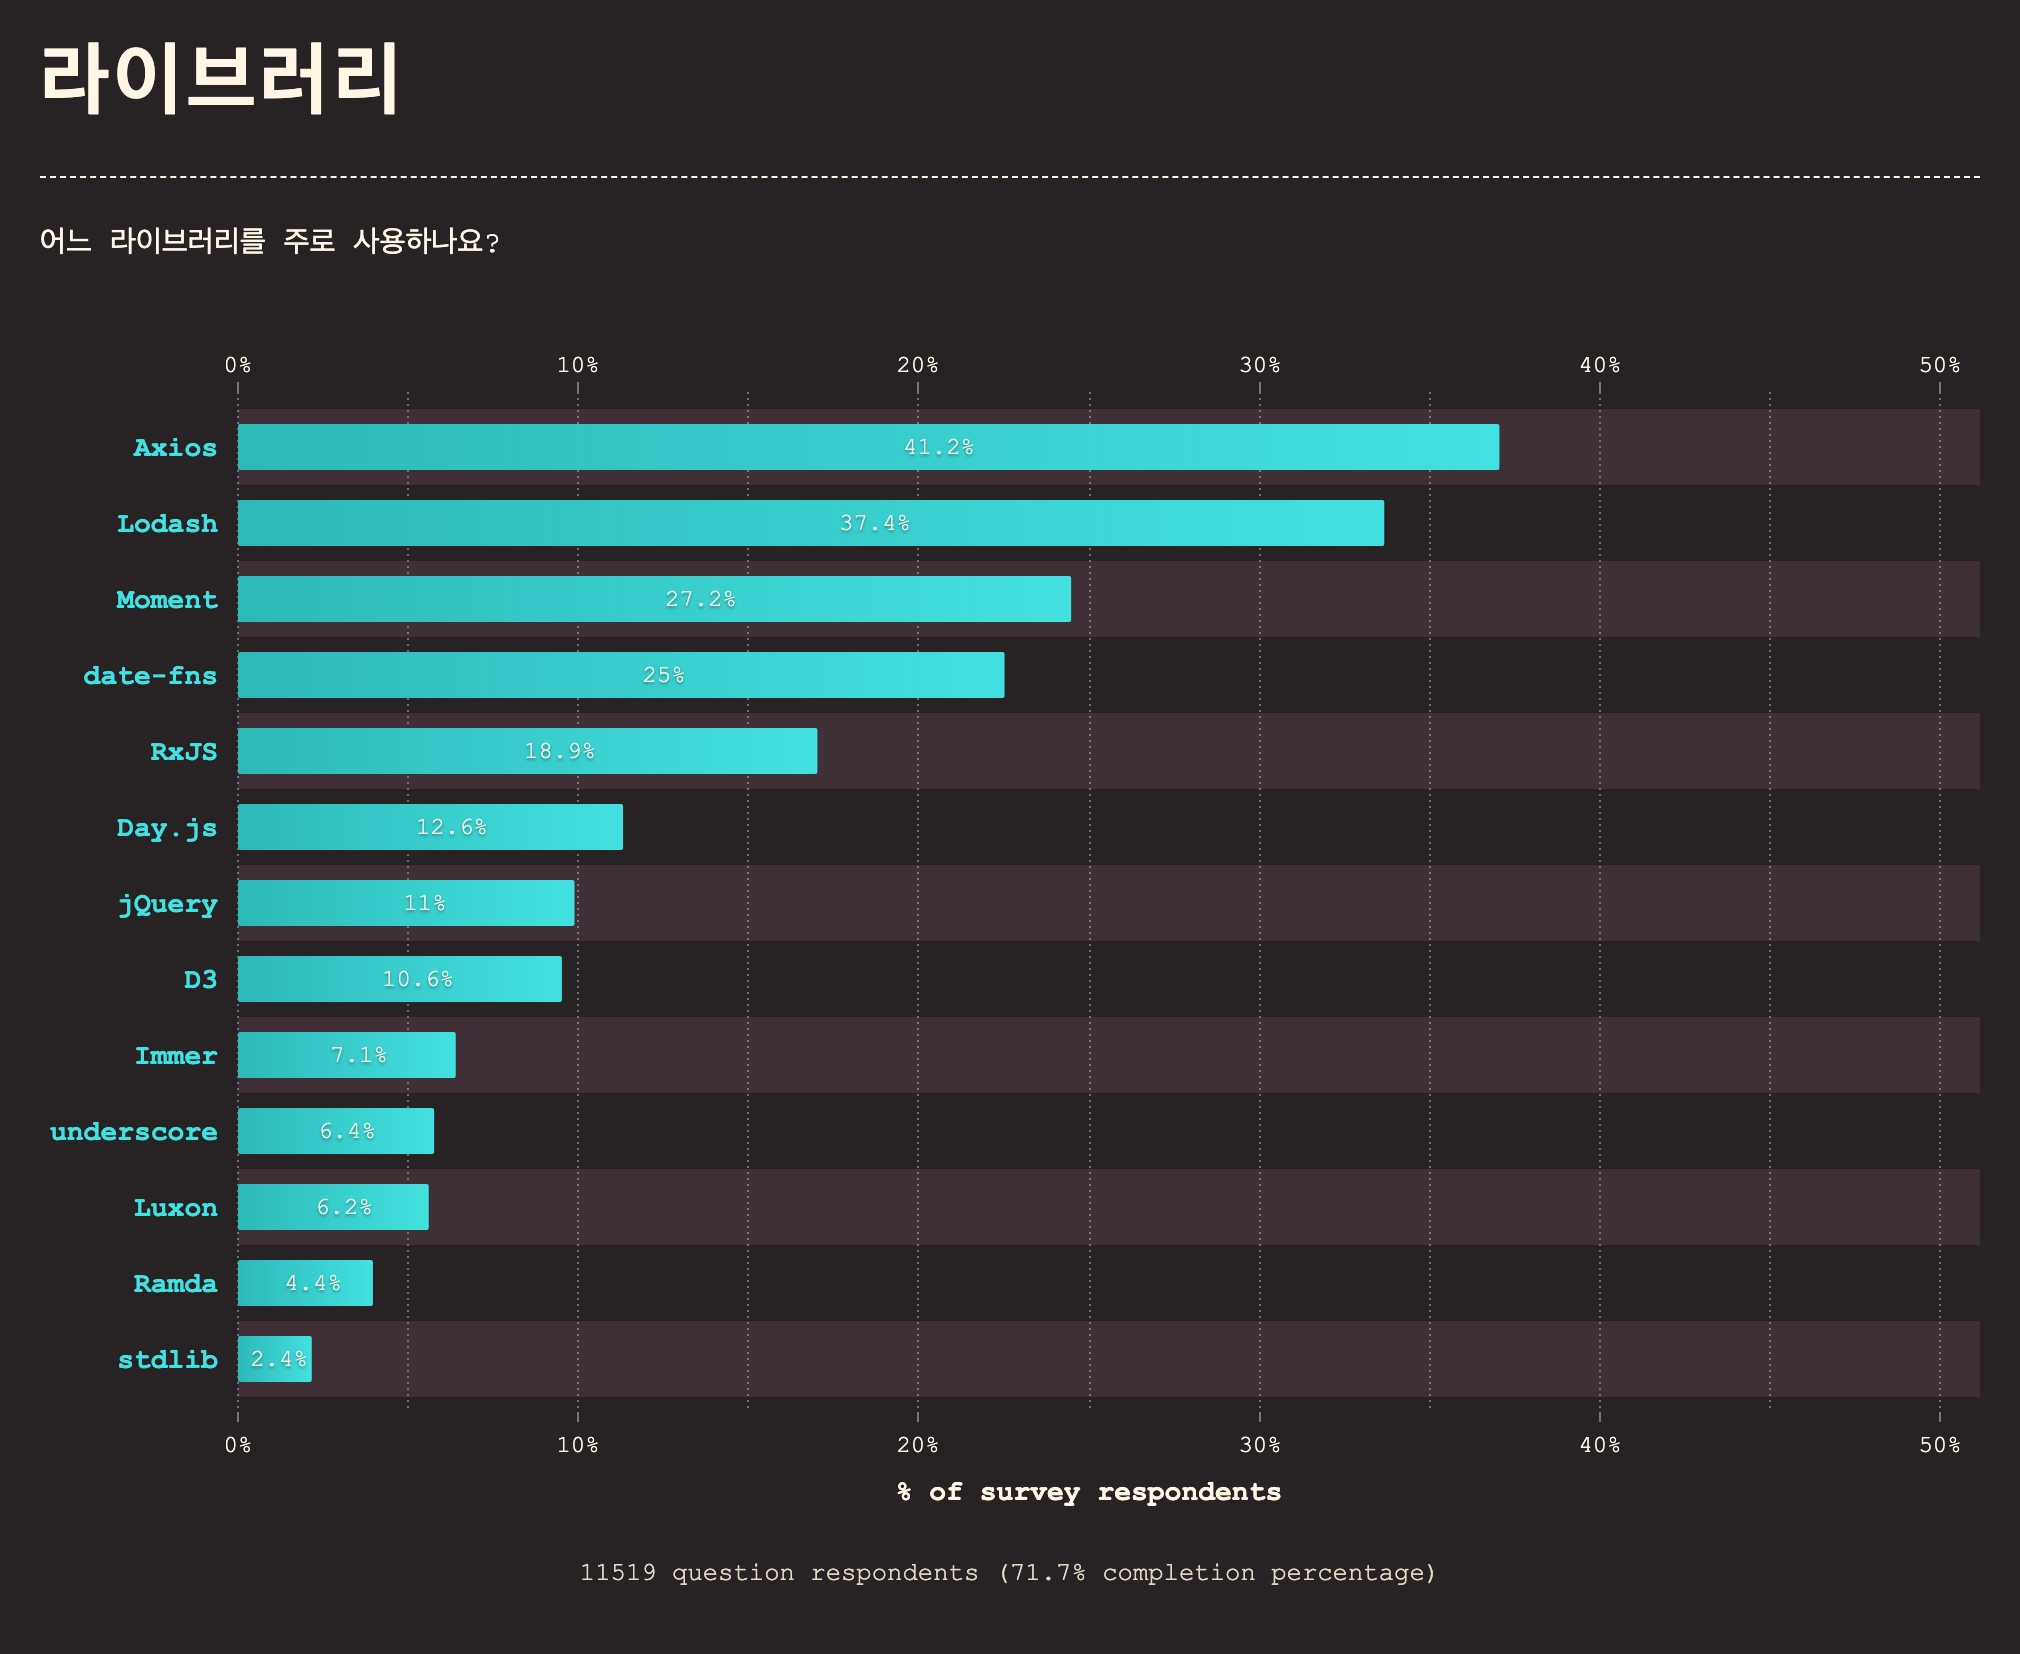 라이브러리
어느 라이브러리를 주로 사용하나요?
0% 10% 20% 30% 40% 50%
Axios 41.2%
Lodash 37.4%
Moment 27.2%
date-fns 25%
RxJS 18.9%
Day.js 12.6%
jQuery 11%
D3 10.6%
Immer 7.1%
underscore 6.4%
Luxon 6.2%
Ramda 4.4%
stdlib 2.4%
0% 10% 20% 30% 40% 50%
% of survey respondents
11519 question respondents (71.7% completion percentage)